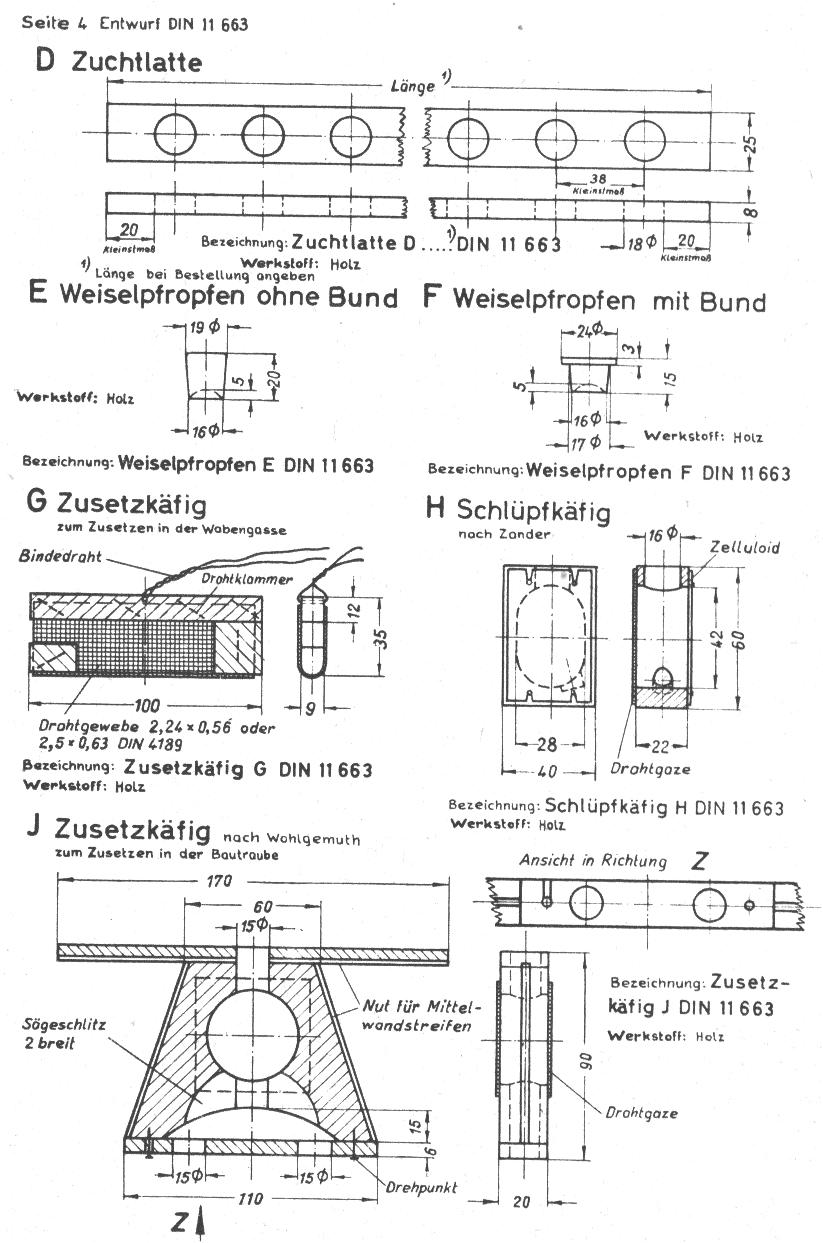 Seite 4 Entwurf DIN 11 663
D Zuchtlatte
Länge 1)
25
38
Kleinstmaß
8
20
Kleinstmaß
18 ϕ
20
Kleinstmaß
Bezeichnung: Zuchtlatte D .....1) DIN 11 663
Werkstoff: Holz
1) Länge bei Bestellung angeben
E Weiselpfropfen ohne Bund
19 ϕ
5
20
16 ϕ
Werkstoff: Holz
Bezeichnung: Weiselpfropfen E DIN 11 663
F Weiselpfropfen mit Bund
24ϕ
3
5
15
16 ϕ
17 ϕ
Werkstoff: Holz
Bezeichnung: Weiselpfropfen F DIN 11 663
G Zusetzkäfig
zum Zusetzen in der Wabengasse
Bindedraht
Drahtklammer
12
35
100
9
Drahtgewebe 2,24 × 0,56 oder
2,5 × 0,63 DIN 4189
Bezeichnung: Zusetzkäfig G DIN 11 663
Werkstoff: Holz
H Schlüpfkäfig
nach Zander
16 ϕ
Zelluloid
42
60
28
40
22
Drahtgaze
Bezeichnung: Schlüpfkäfig H DIN 11 663
Werkstoff: Holz
J Zusetzkäfig nach Wohlgemuth
zum Zusetzen in der Bautraube
170
60
15ϕ
Nut für Mittel-
wandstreifen
Sägeschlitz
2 breit
15
6
15ϕ
15ϕ
Drehpunkt
110
Z
Ansicht in Richtung Z
Bezeichnung: Zusetz-
käfig J DIN 11 663
Werkstoff: Holz
90
Drahtgaze
20